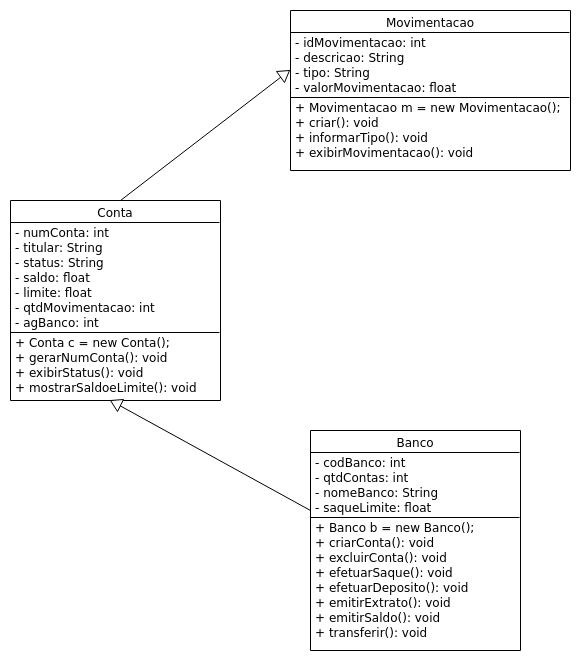 Movimentacao
- idMovimentacao: int
- descricao: String
- tipo: String
- valorMovimentacao: float
+ Movimentacao m = new Movimentacao();
+ criar(): void
+ informarTipo(): void
+ exibirMovimentacao(): void
Conta
- numConta: int
- titular: String
- status: String
- saldo: float
- limite: float
- qtdMovimentacao: int
- agBanco: int
+ Conta c = new Conta();
+ gerarNumConta(): void
+ exibirStatus(): void
+ mostrarSaldoeLimite(): void
Banco
- codBanco: int
- qtdContas: int
- nomeBanco: String
- saqueLimite: float
+ Banco b = new Banco();
+ criarConta(): void
+ excluirConta(): void
+ efetuarSaque(): void
+ efetuarDeposito(): void
+ emitirExtrato(): void
+ emitirSaldo(): void
+ transferir(): void